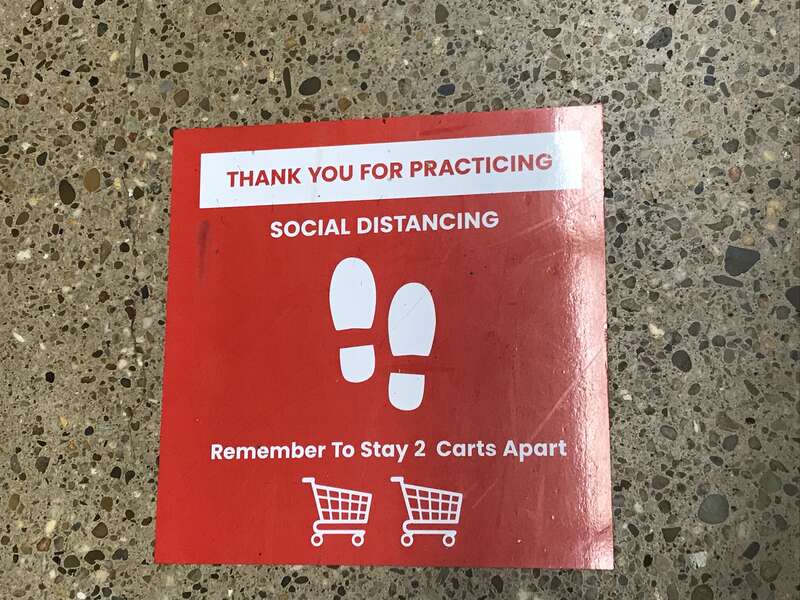 THANK YOU FOR PRACTICING
SOCIAL DISTANCING
Remember To Stay 2 Carts Apart